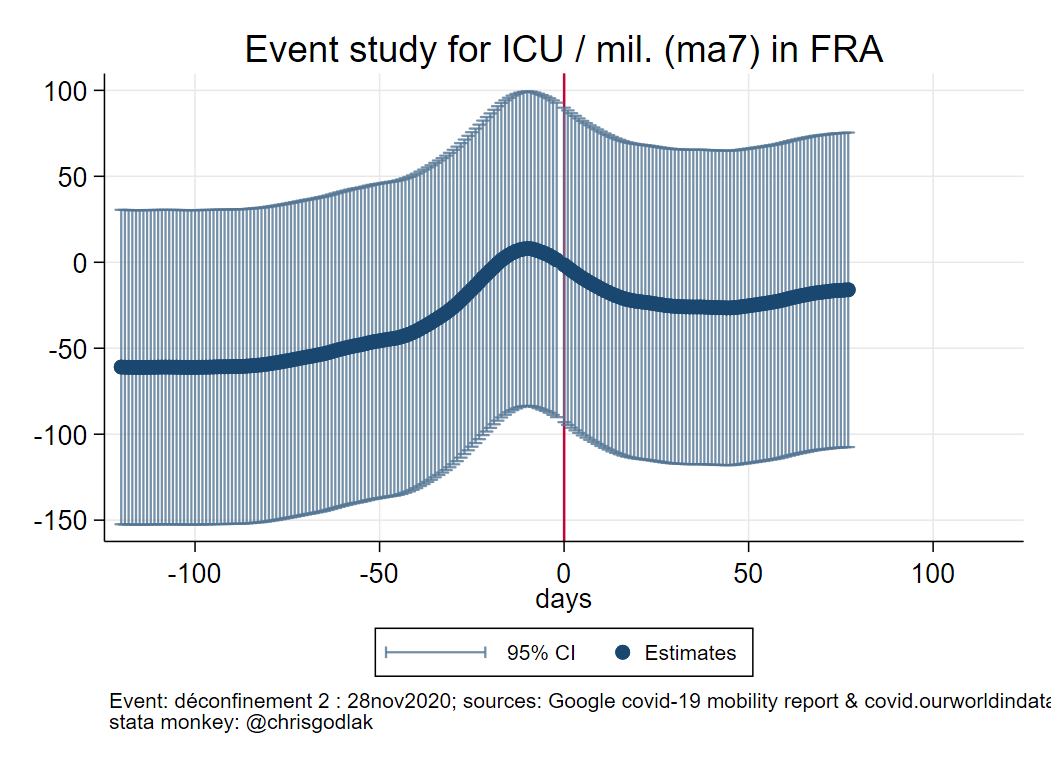 Event study for ICU / mil. (ma7) in FRA
100
50
0
-50
-100
-150
-100
-50
0
50
100
days
95% CI
Estimates
Event: déconfinement 2 : 28nov2020; sources: Google covid-19 mobility report & covid.ourworldindata
stata monkey: @chrisgodlak